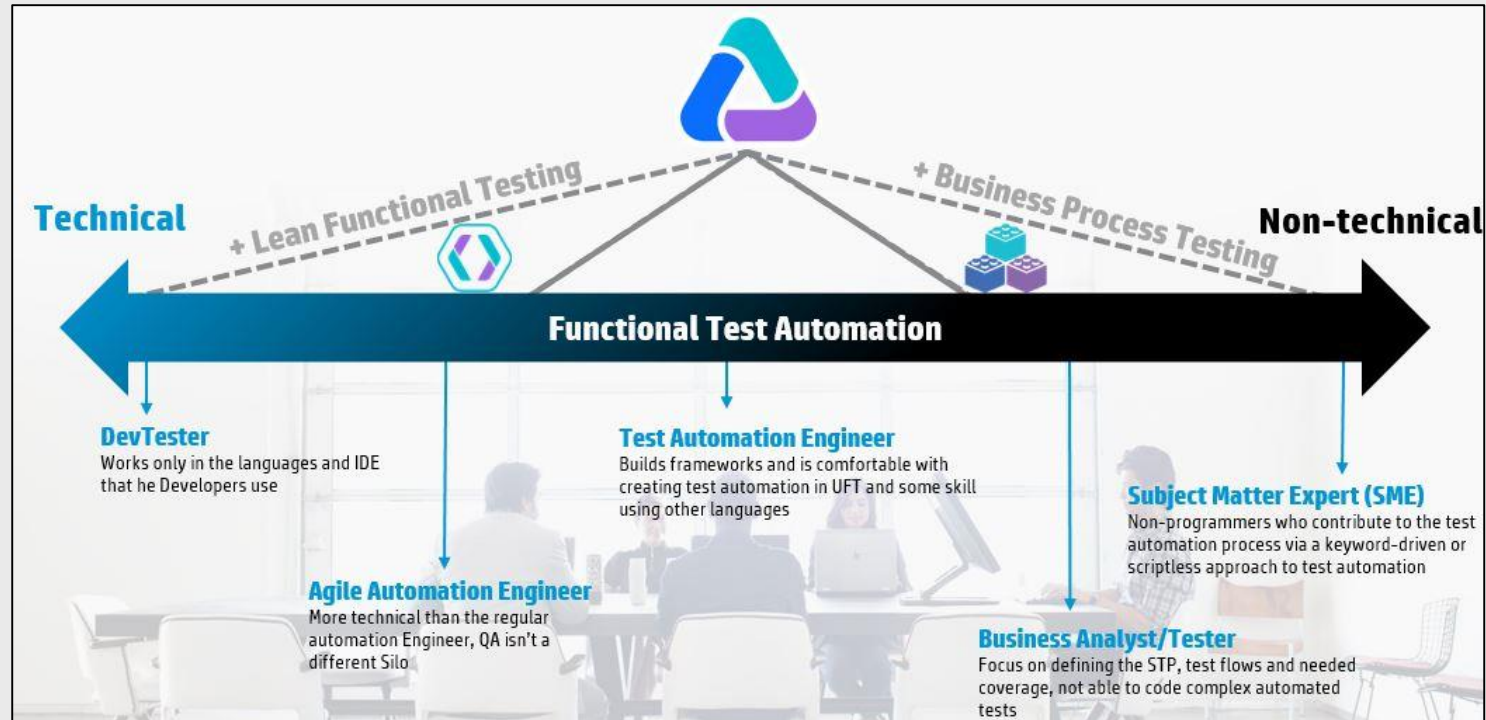 + Lean Functional Testing
+ Business Process Testing
Technical
Non-technical
Functional Test Automation
DevTester
Works only in the languages and IDE
that he Developers use
Agile Automation Engineer
More technical than the regular
automation Engineer, QA isn't a
different Silo
Test Automation Engineer
Builds frameworks and is comfortable with
creating test automation in UFT and some skill
using other languages
Business Analyst/Tester
Focus on defining the STP, test flows and needed
coverage, not able to code complex automated
tests
Subject Matter Expert (SME)
Non-programmers who contribute to the test
automation process via a keyword-driven or
scriptless approach to test automation